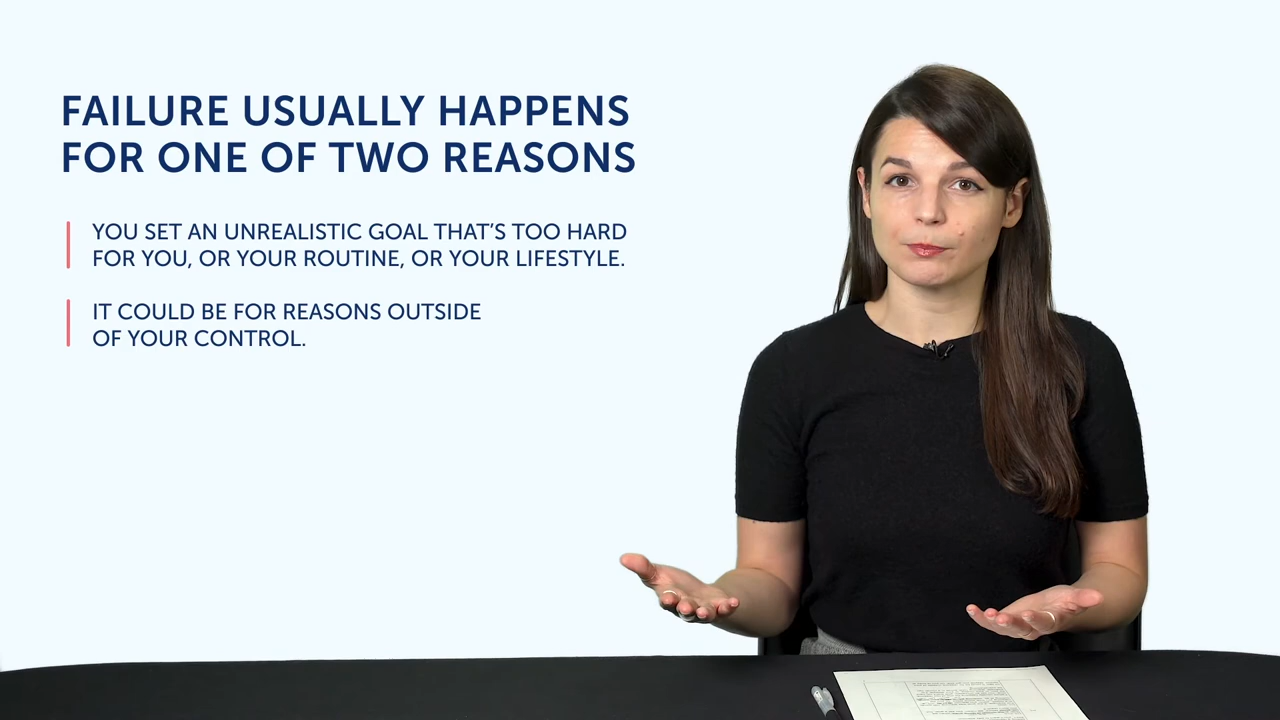 FAILURE USUALLY HAPPENS
FOR ONE OF TWO REASONS
YOU SET AN UNREALISTIC GOAL THAT'S TOO HARD
FOR YOU, OR YOUR ROUTINE, OR YOUR LIFESTYLE.
IT COULD BE FOR REASONS OUTSIDE
OF YOUR CONTROL.